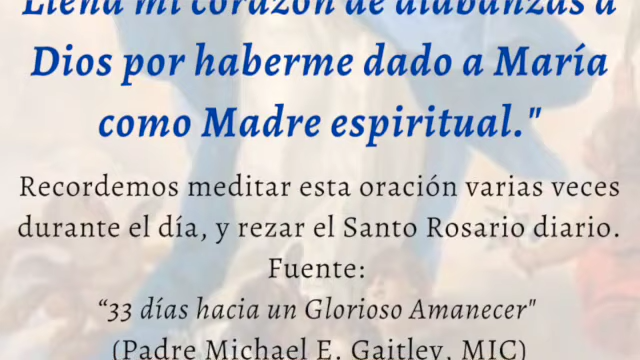 Llena mi corazón de alabanzas a
Dios por haberme dado a María
como Madre espiritual."
Recordemos meditar esta oración varias veces
durante el día, y rezar el Santo Rosario diario.
Fuente:
“33 días hacia un Glorioso Amanecer"
(Padre Michael E. Gaitley, MIC)